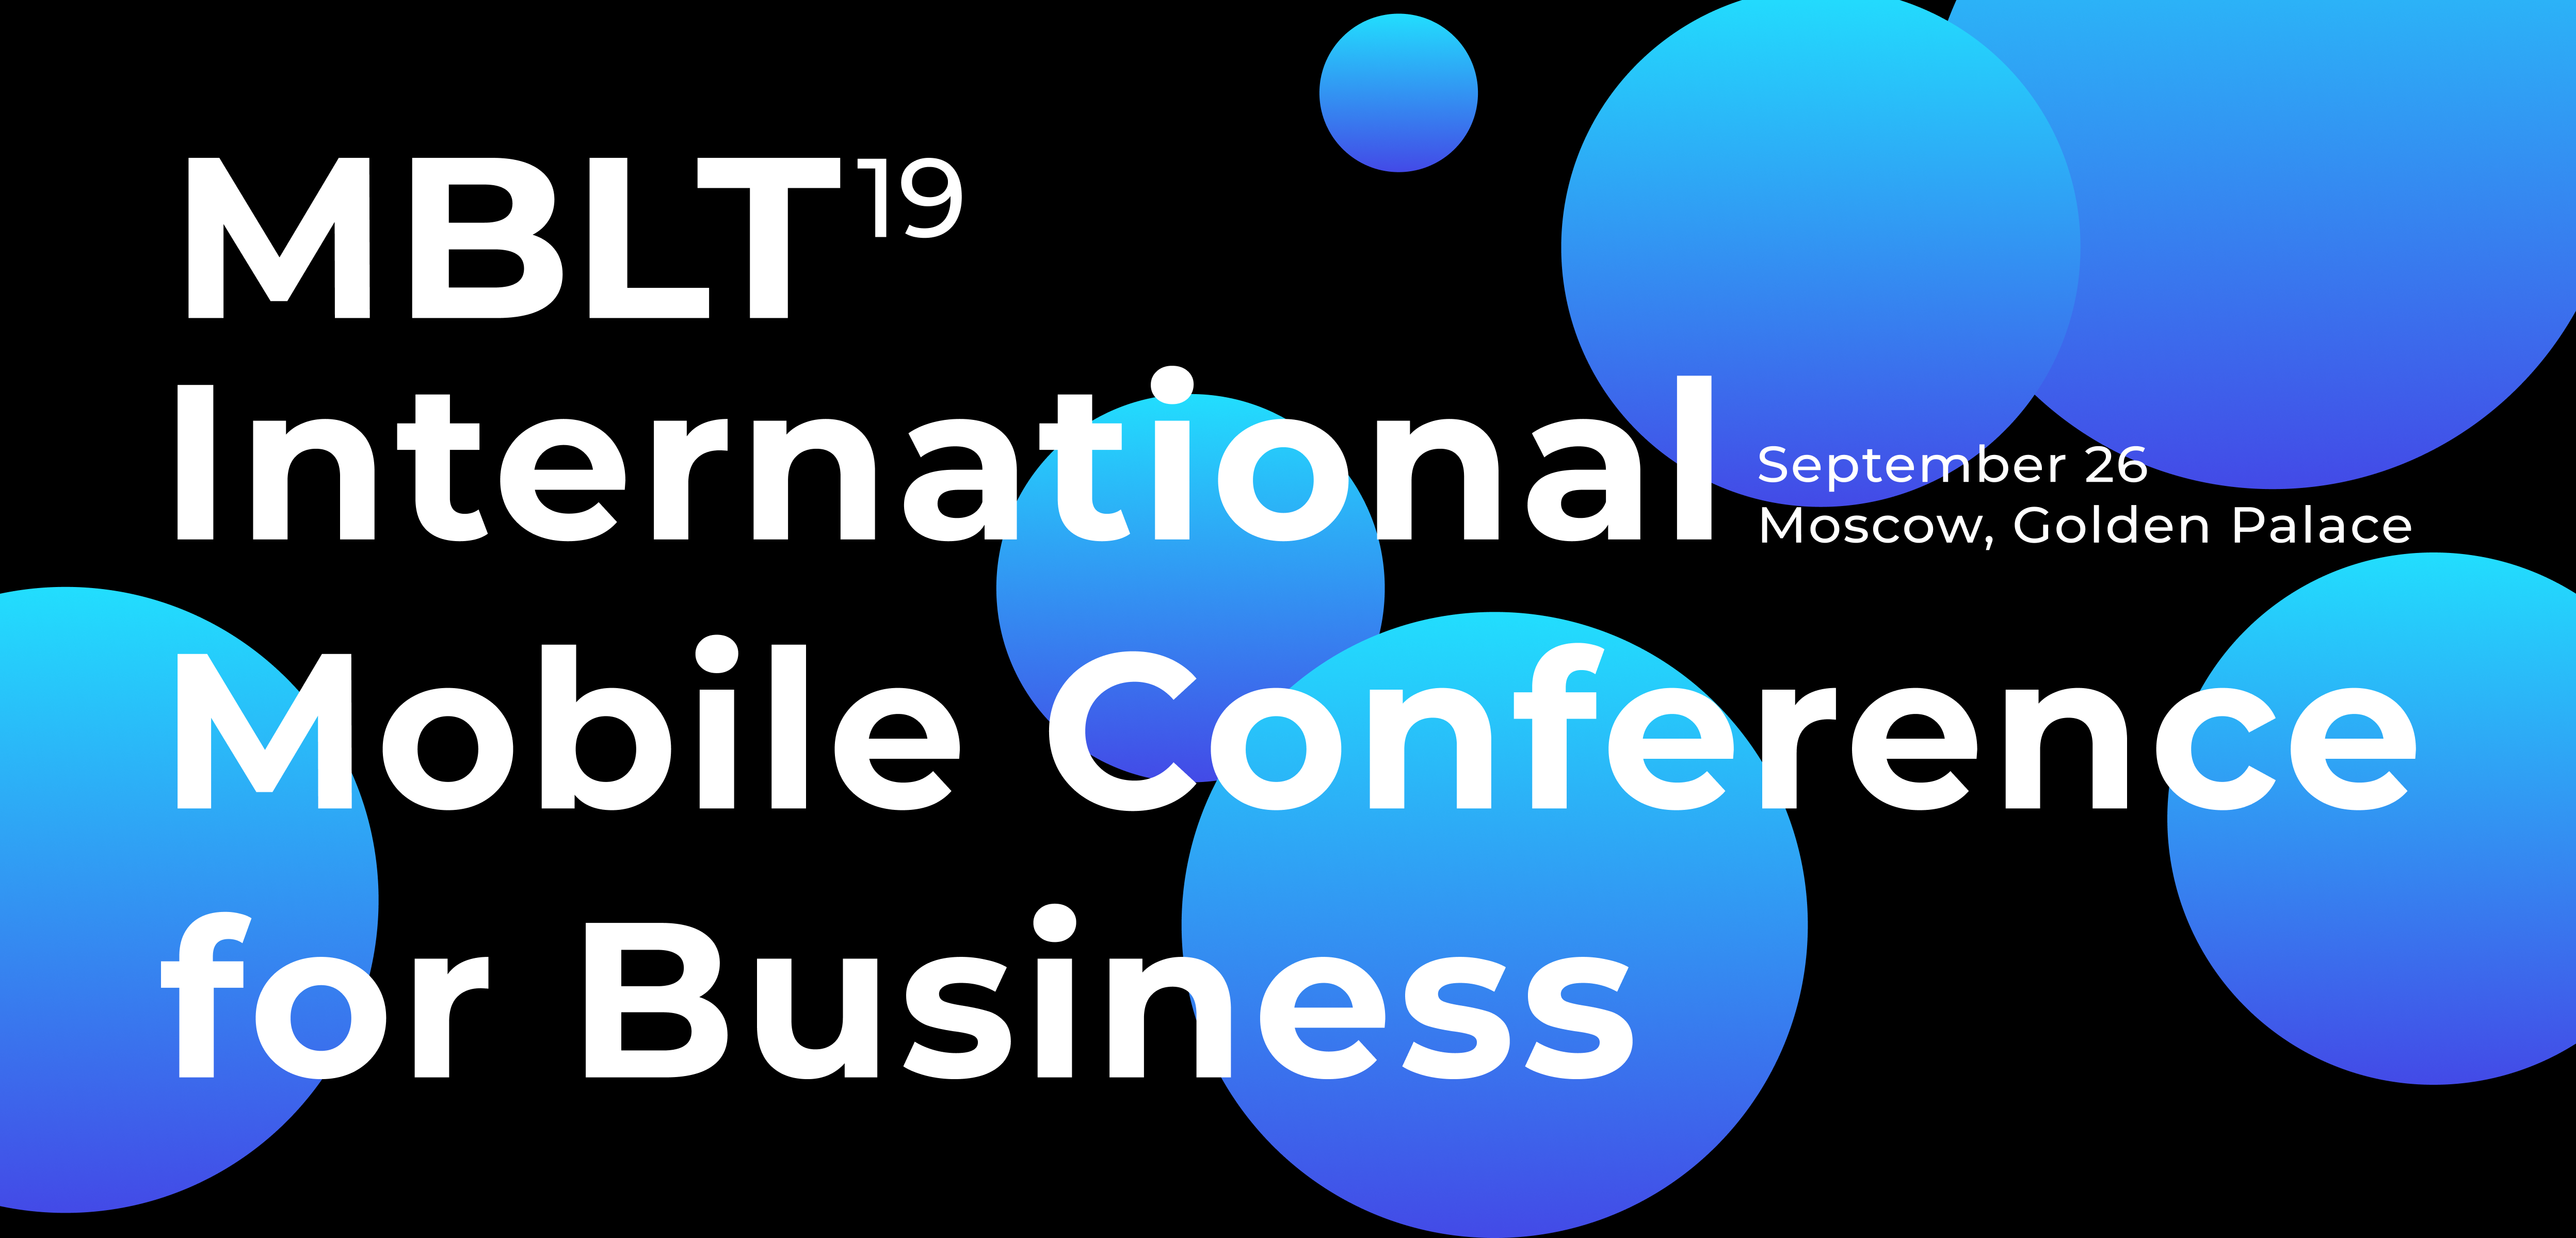 MBLT19
International
September 26
Moscow, Golden Palace
Mobile Conference
for Business